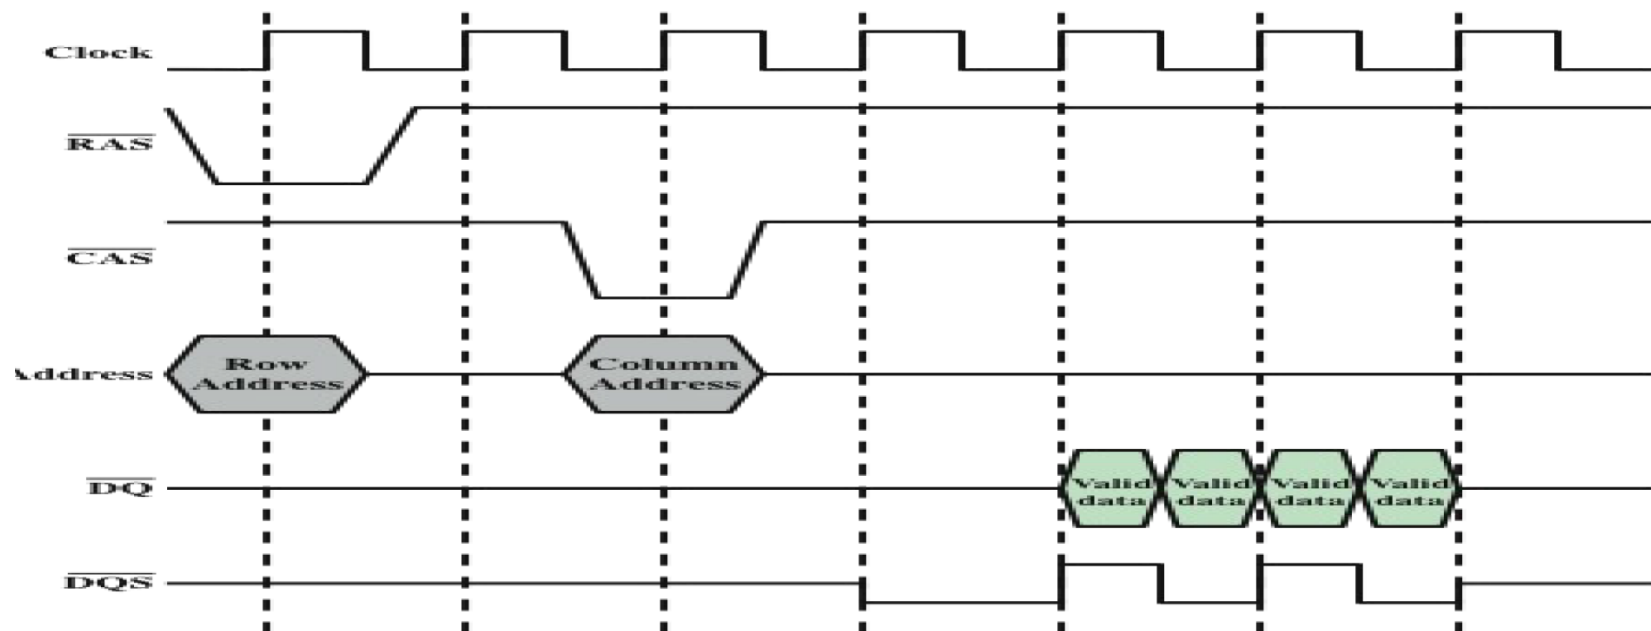 Clock
RAS
CAS
Row
Address
Column
Address
Address
DQ
Valid
data
Valid
data
Valid
data
Valid
data
DQS